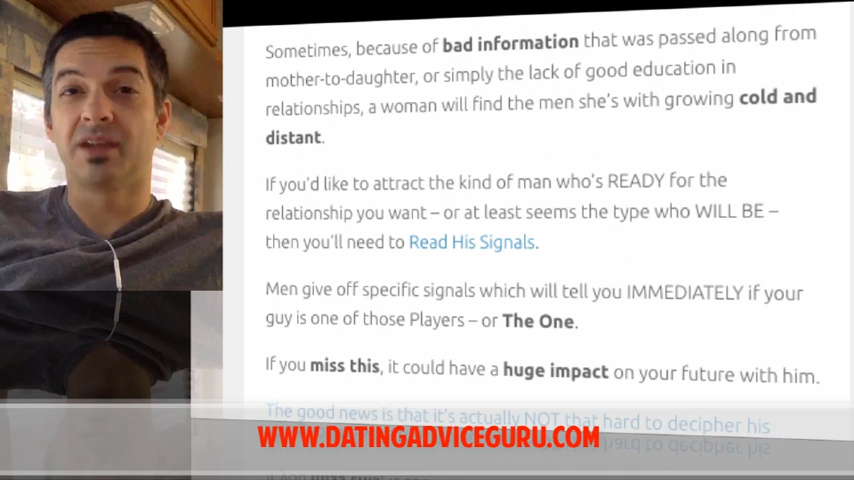 Sometimes, because of bad information that was passed along from
mother-to-daughter, or simply the lack of good education in
relationships, a woman will find the men she's with growing cold and
distant.
If you'd like to attract the kind of man who's READY for the
relationship you want – or at least seems the type who WILL BE –
then you'll need to Read His Signals.
Men give off specific signals which will tell you IMMEDIATELY if your
guy is one of those Players – or The One.
If you miss this, it could have a huge impact on your future with him.
The good news is that it's actually NOT that hard to decipher his
WWW.DATINGADVICEGURU.COM